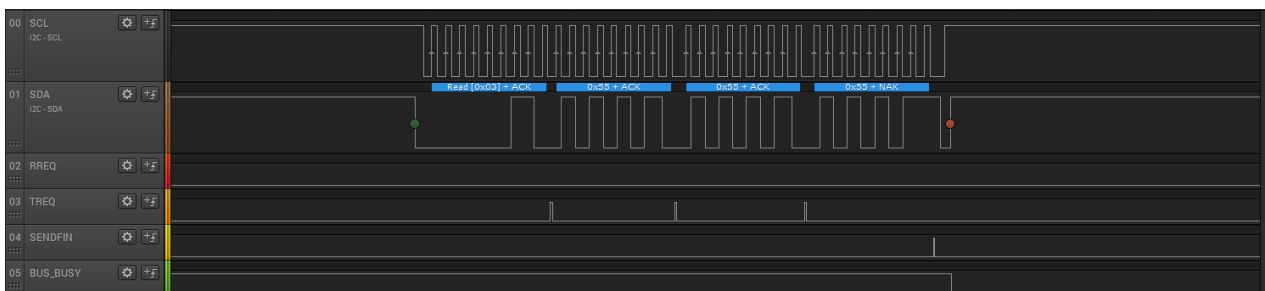 00 SCL
I2C - SCL
Read [0x03] + ACK 0x55 + ACK 0x55 + ACK 0x55 + NAK
01 SDA
I2C - SDA
02 RREQ
03 TREQ
04 SENDFIN
05 BUS_BUSY